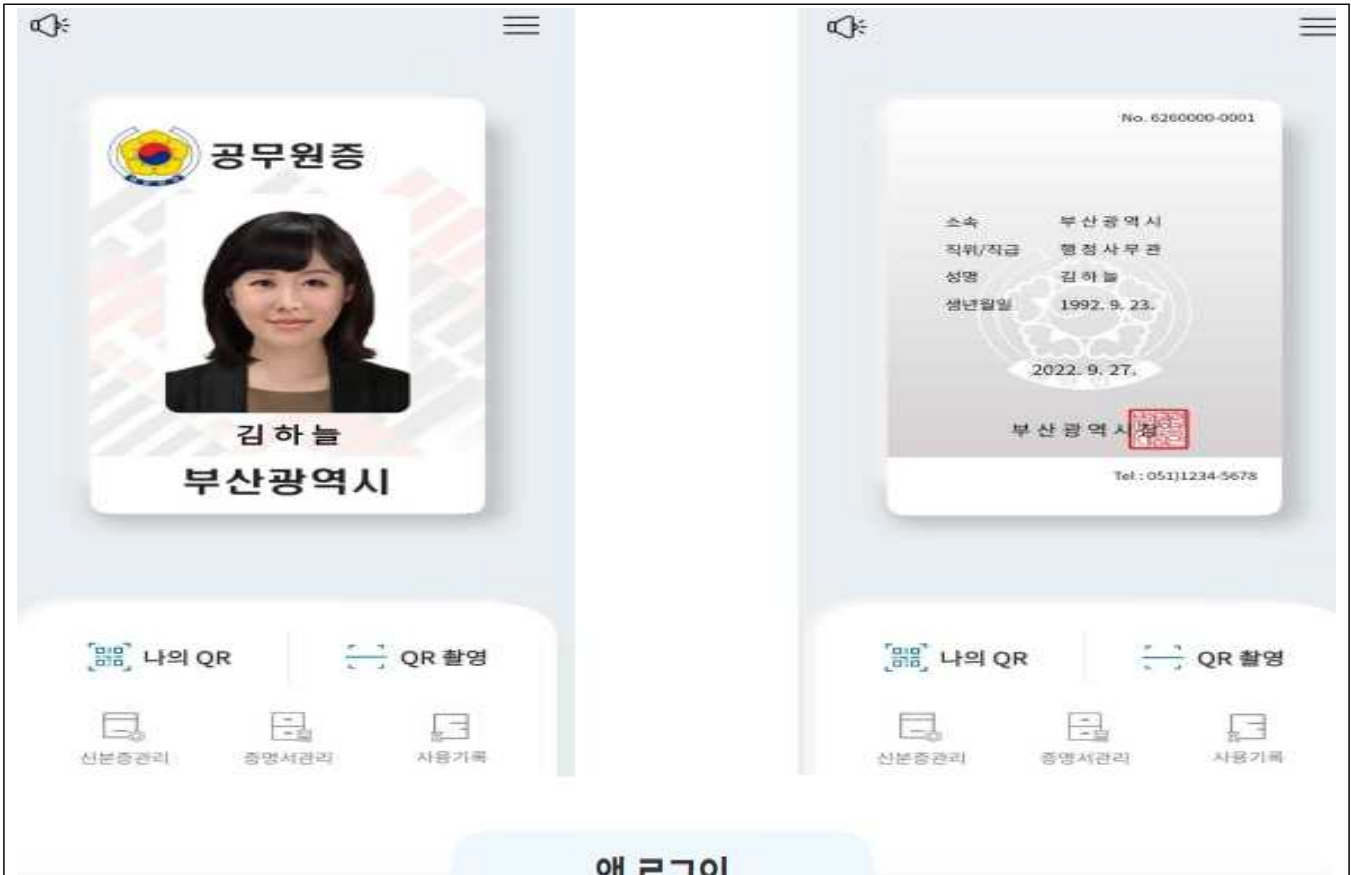 공무원증
김하늘
부산광역시
나의 QR
QR 촬영
신분증관리
증명서관리
사용기록
No. 6260000-0001
소속 부산광역시
직위/직급 행정사무관
성명 김하늘
생년월일 1992. 9. 23.
2022. 9. 27.
부산광역시장
Tel : 051)1234-5678
나의 QR
QR 촬영
신분증관리
증명서관리
사용기록
앱 로그인